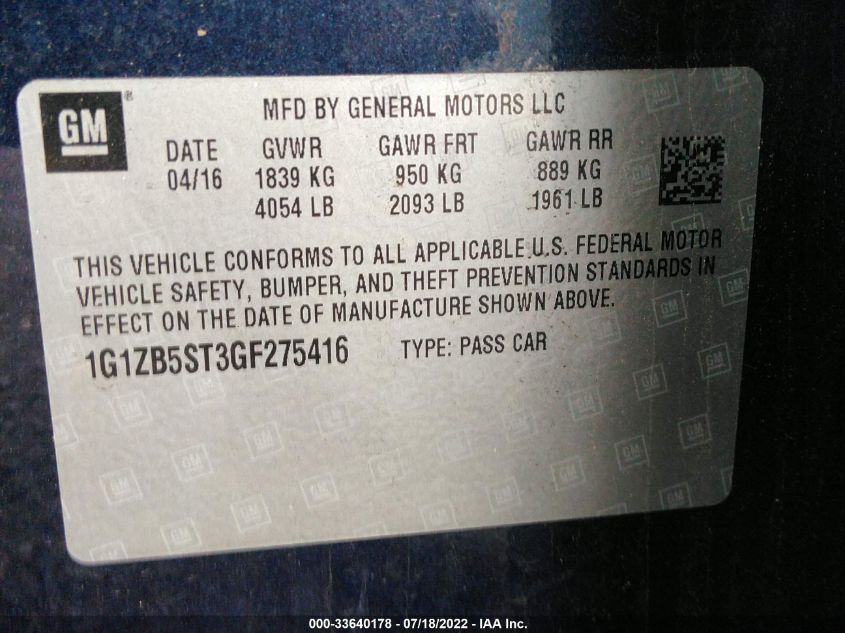 GM®
MFD BY GENERAL MOTORS LLC
DATE GVWR GAWR FRT GAWR RR
04/16 1839 KG 950 KG 889 KG
4054 LB 2093 LB 1961 LB
THIS VEHICLE CONFORMS TO ALL APPLICABLE U.S. FEDERAL MOTOR
VEHICLE SAFETY, BUMPER, AND THEFT PREVENTION STANDARDS IN
EFFECT ON THE DATE OF MANUFACTURE SHOWN ABOVE.
1G1ZB5ST3GF275416 TYPE: PASS CAR
000-33640178 - 07/18/2022 - IAA Inc.